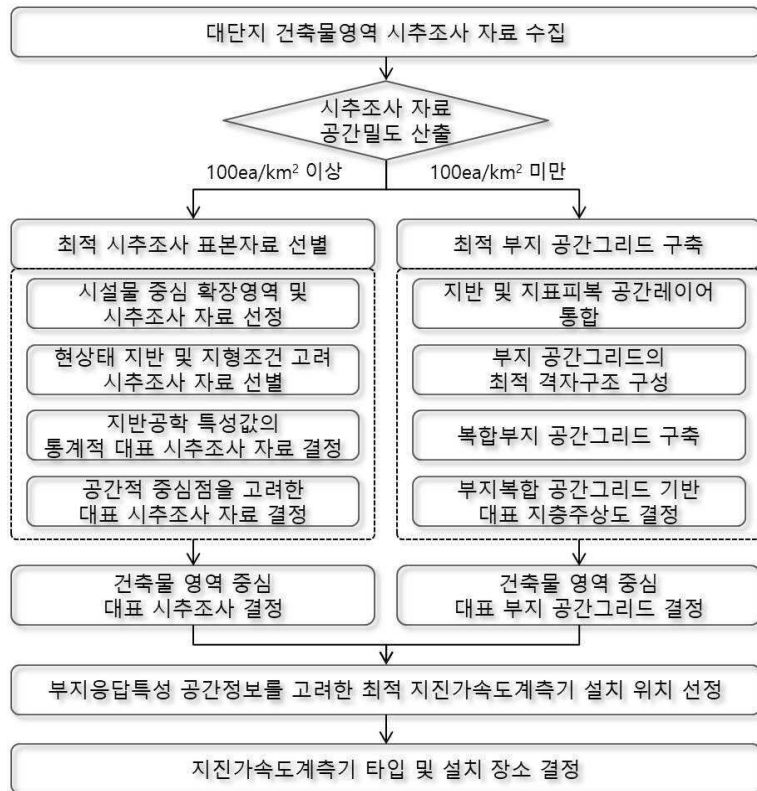 대단지 건축물영역 시추조사 자료 수집
시추조사 자료
공간밀도 산출
100ea/km² 이상
100ea/km² 미만
최적 시추조사 표본자료 선별
시설물 중심 확장영역 및
시추조사 자료 선정
현상태 지반 및 지형조건 고려
시추조사 자료 선별
지반공학 특성값의
통계적 대표 시추조사 자료 결정
공간적 중심점을 고려한
대표 시추조사 자료 결정
건축물 영역 중심
대표 시추조사 결정
최적 부지 공간그리드 구축
지반 및 지표피복 공간레이어
통합
부지 공간그리드의
최적 격자구조 구성
복합부지 공간그리드 구축
부지복합 공간그리드 기반
대표 지층주상도 결정
건축물 영역 중심
대표 부지 공간그리드 결정
부지응답특성 공간정보를 고려한 최적 지진가속도계측기 설치 위치 선정
지진가속도계측기 타입 및 설치 장소 결정